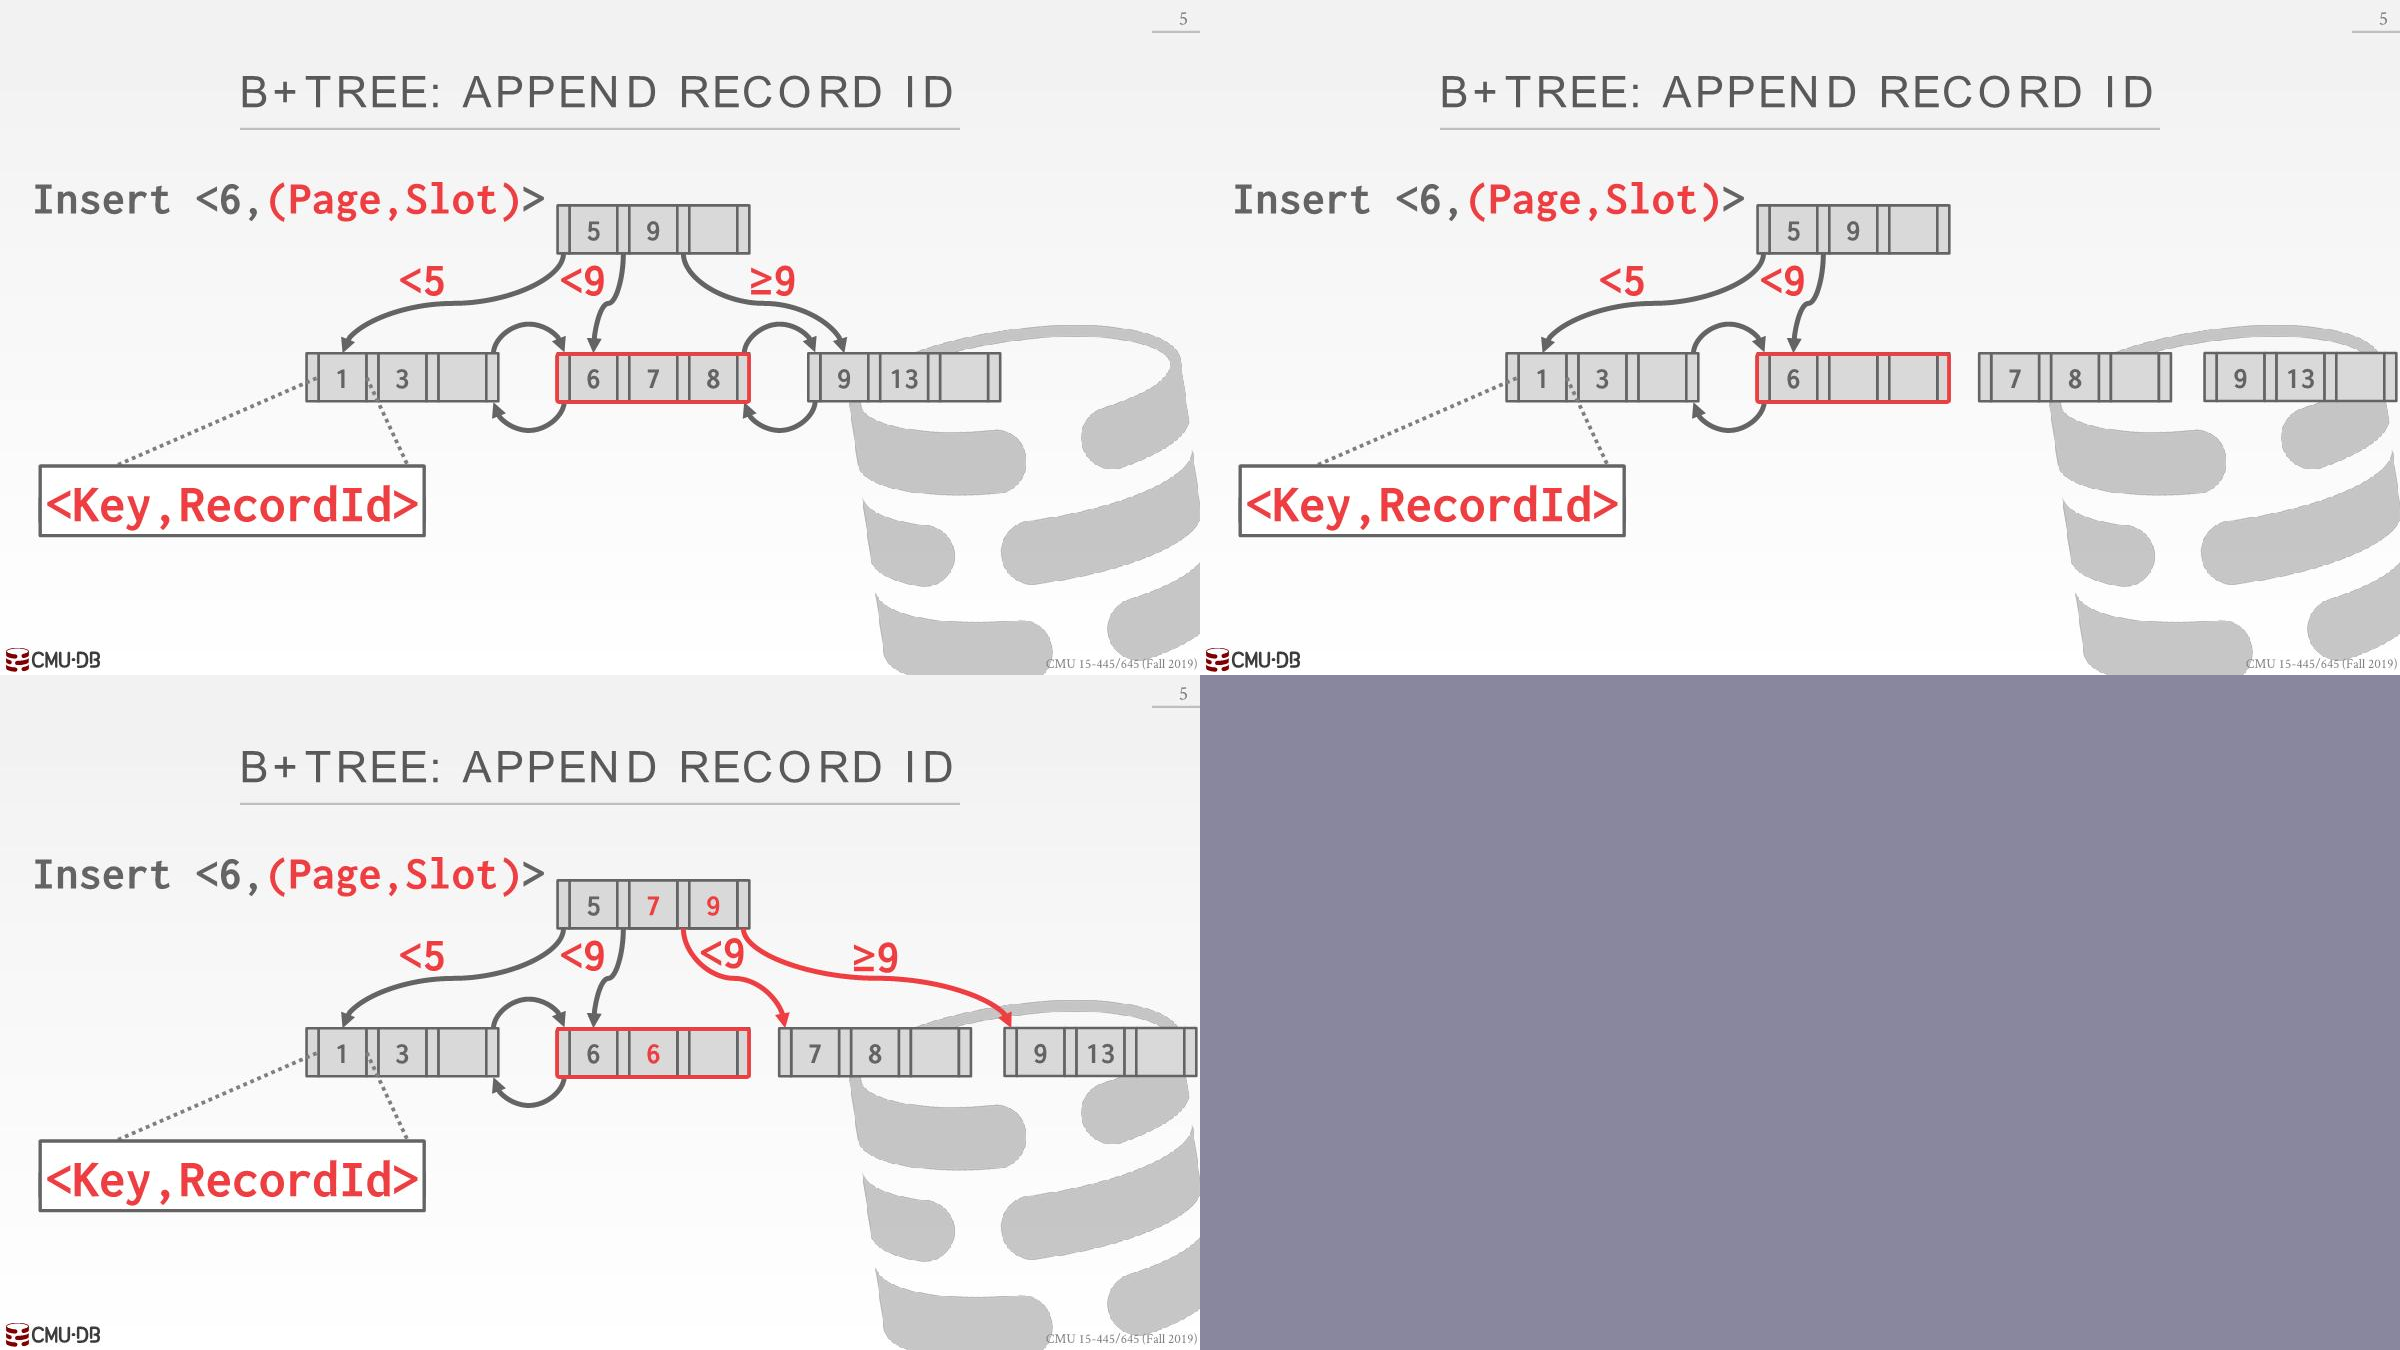 5
B+TREE: APPEND RECORD ID
Insert <6,(Page,Slot)>
5 9
<5 <9 ≥9
1 3 6 7 8 9 13
<Key,RecordId>
CMU·DB
CMU 15-445/645 (Fall 2019)
5
B+TREE: APPEND RECORD ID
Insert <6,(Page,Slot)>
5 9
<5 <9
1 3 6 7 8 9 13
<Key,RecordId>
CMU·DB
CMU 15-445/645 (Fall 2019)
5
B+TREE: APPEND RECORD ID
Insert <6,(Page,Slot)>
5 7 9
<5 <9 <9 ≥9
1 3 6 6 7 8 9 13
<Key,RecordId>
CMU·DB
CMU 15-445/645 (Fall 2019)